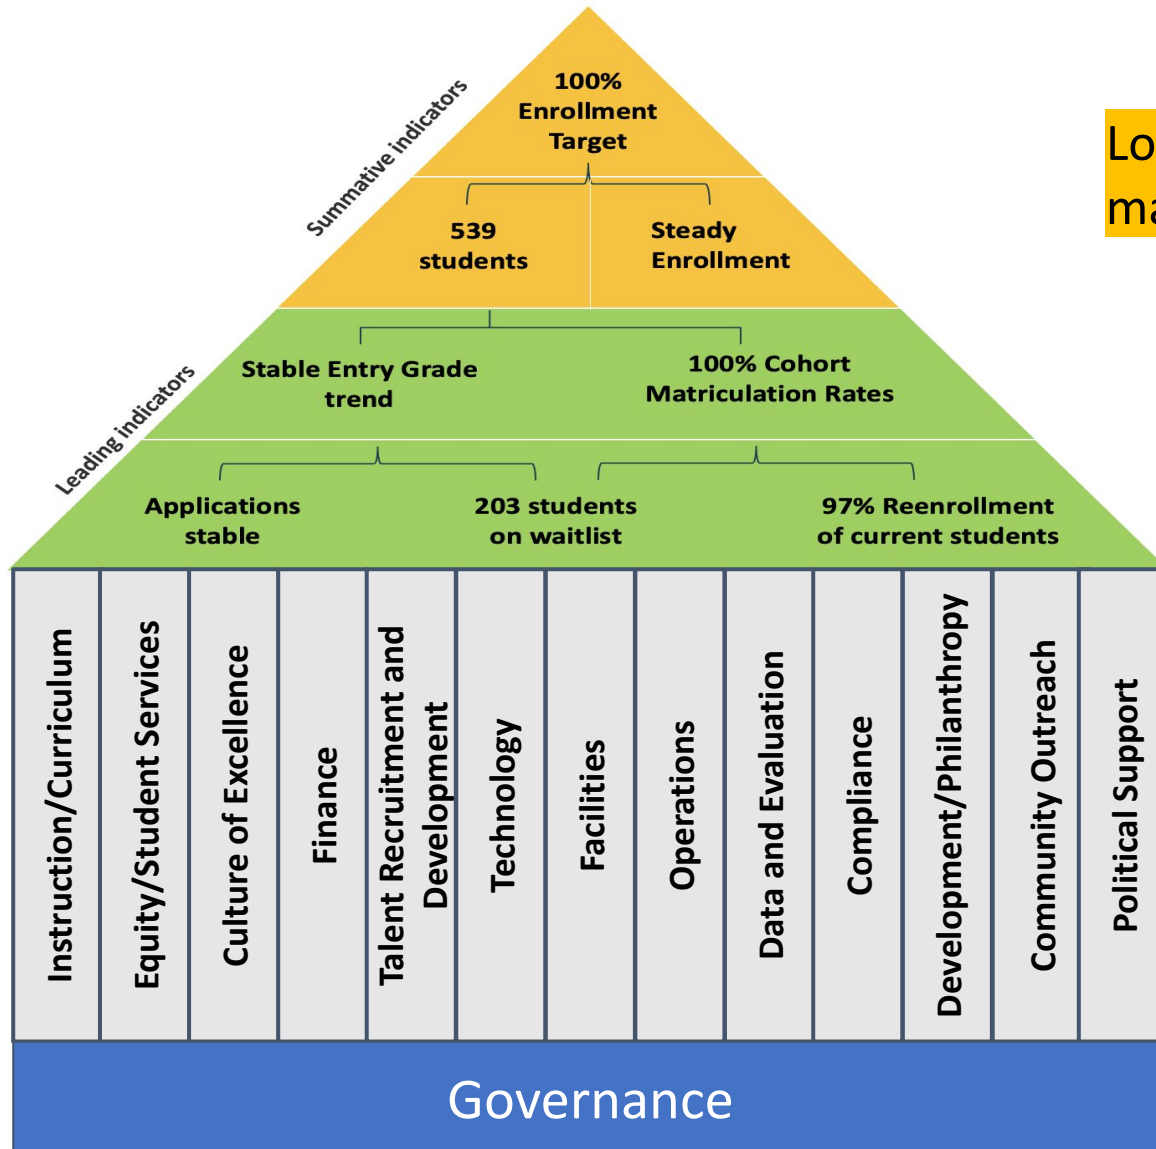 Summative indicators
100%
Enrollment
Target
539
students
Steady
Enrollment
Leading indicators
Stable Entry Grade
trend
100% Cohort
Matriculation Rates
Applications
stable
203 students
on waitlist
97% Reenrollment
of current students
Instruction/Curriculum
Equity/Student Services
Culture of Excellence
Finance
Talent Recruitment and
Development
Technology
Facilities
Operations
Data and Evaluation
Compliance
Development/Philanthropy
Community Outreach
Political Support
Governance